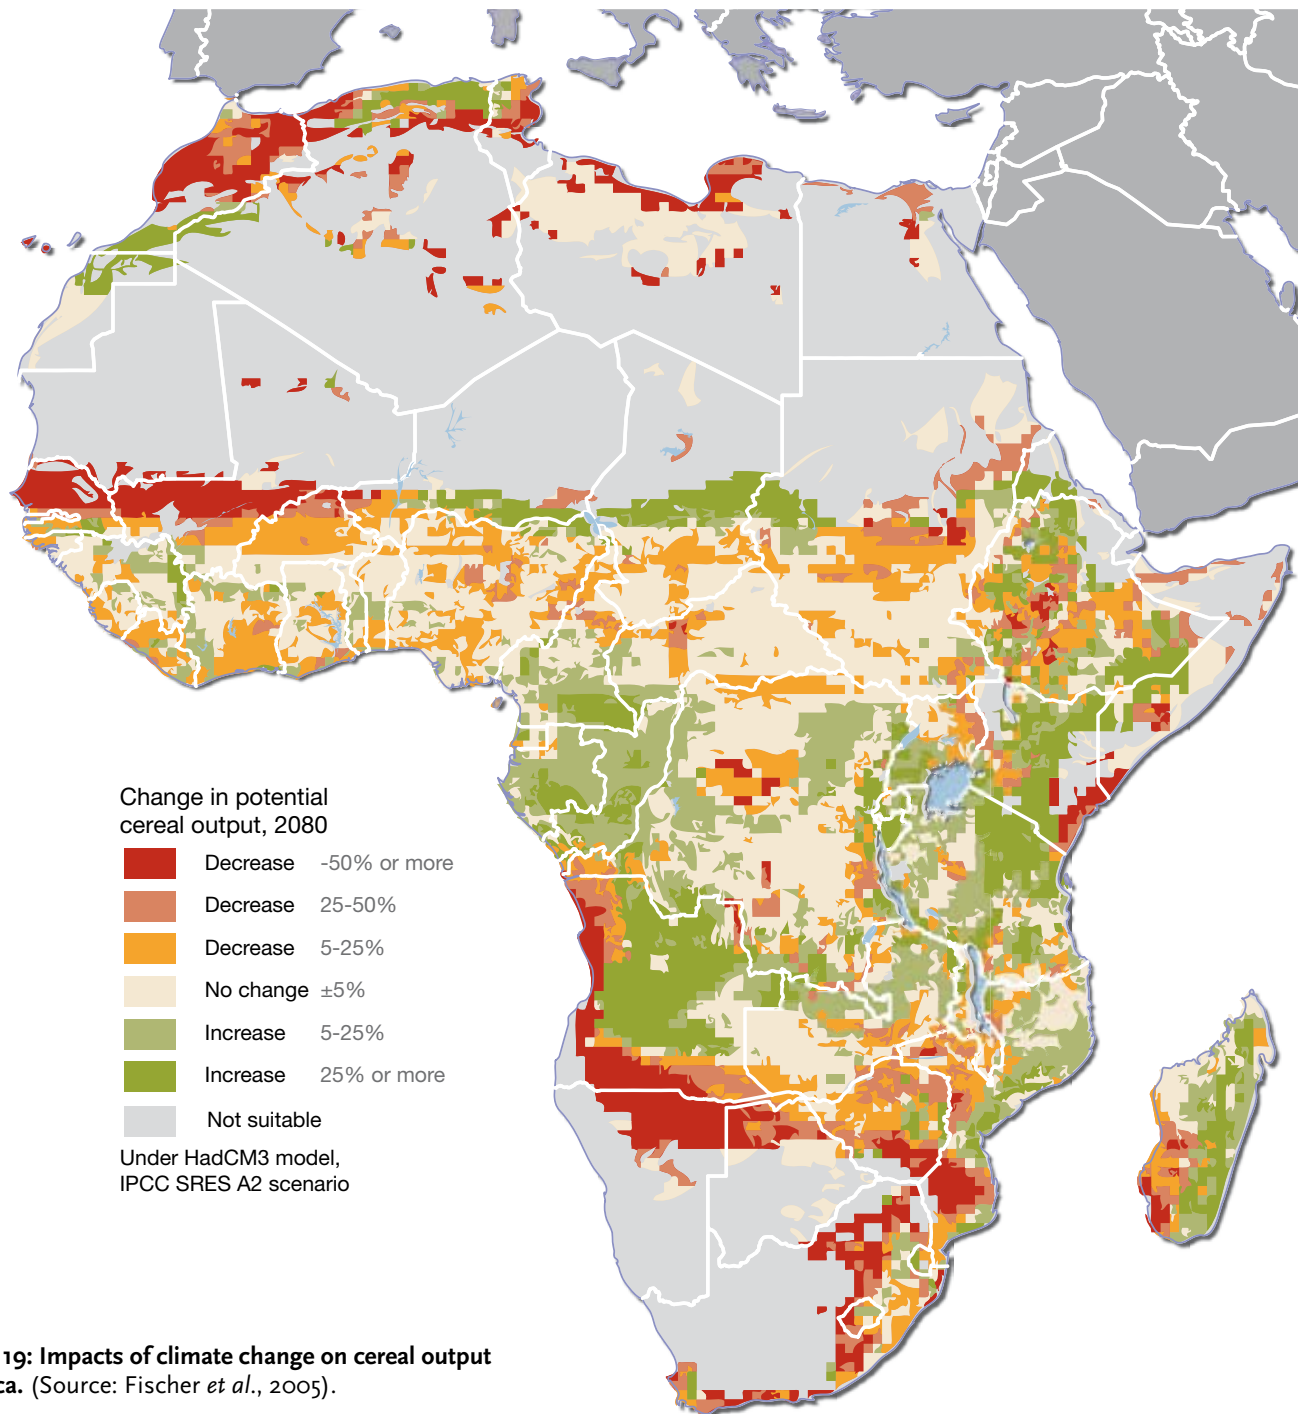 Change in potential
cereal output, 2080
Decrease -50% or more
Decrease 25-50%
Decrease 5-25%
No change ±5%
Increase 5-25%
Increase 25% or more
Not suitable
Under HadCM3 model,
IPCC SRES A2 scenario
19: Impacts of climate change on cereal output
ca. (Source: Fischer et al., 2005).